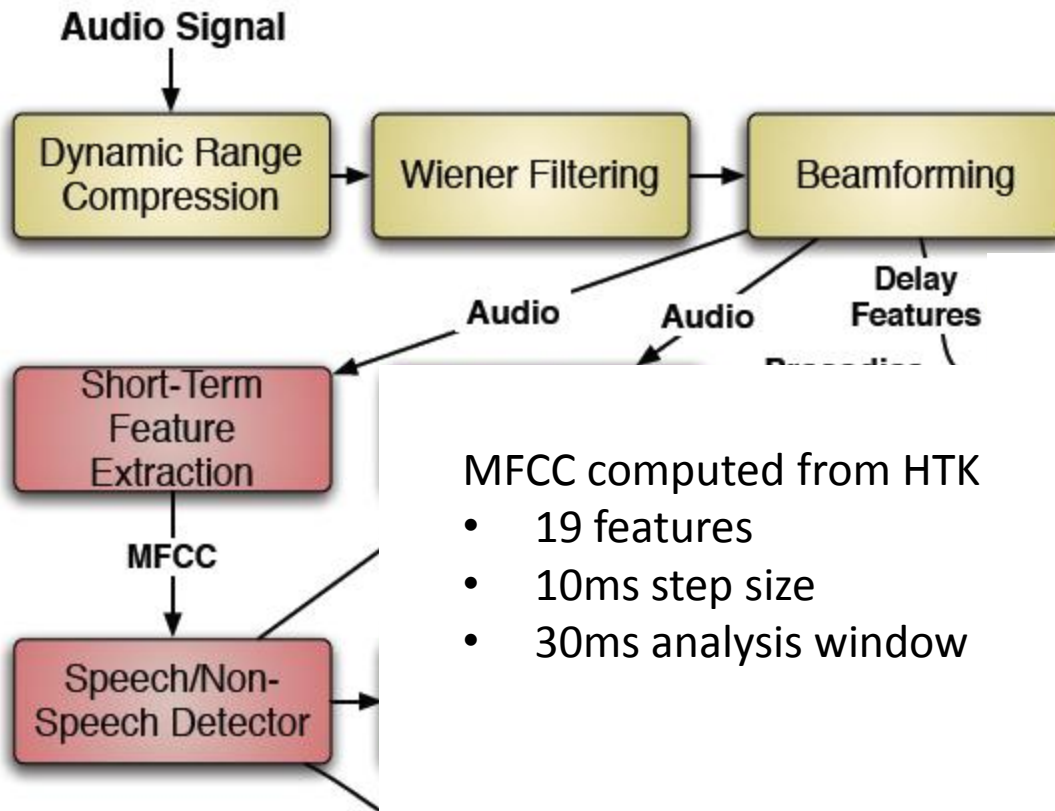 Audio Signal
Dynamic Range
Compression
Wiener Filtering
Beamforming
Audio
Audio
Delay
Features
Short-Term
Feature
Extraction
MFCC
Speech/Non-
Speech Detector
MFCC computed from HTK
• 19 features
• 10ms step size
• 30ms analysis window